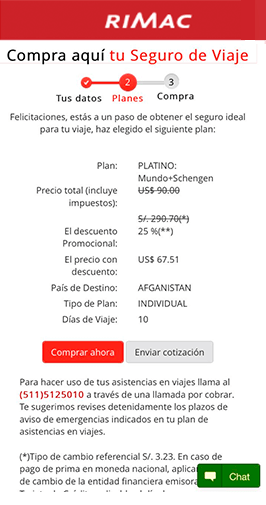 RIMAC
Compra aquí tu Seguro de Viaje
2 3
Tus datos Planes Compra
Felicitaciones, estás a un paso de obtener el seguro ideal
para tu viaje, haz elegido el siguiente plan:
Plan: PLATINO:
Mundo+Schengen
Precio total (incluye US$ 90.00
impuestos):
S/. 290.70(*)
El descuento 25 %(**)
Promocional:
El precio con US$ 67.51
descuento:
País de Destino: AFGANISTAN
Tipo de Plan: INDIVIDUAL
Días de Viaje: 10
Comprar ahora Enviar cotización
Para hacer uso de tus asistencias en viajes llama al
(511)5125010 a través de una llamada por cobrar.
Te sugerimos revises detenidamente los plazos de
aviso de emergencias indicados en tu plan de
asistencias en viajes.
(*)Tipo de cambio referencial S/. 3.23. En caso de
pago de prima en moneda nacional, aplica
de cambio de la entidad financiera emisora
Chat